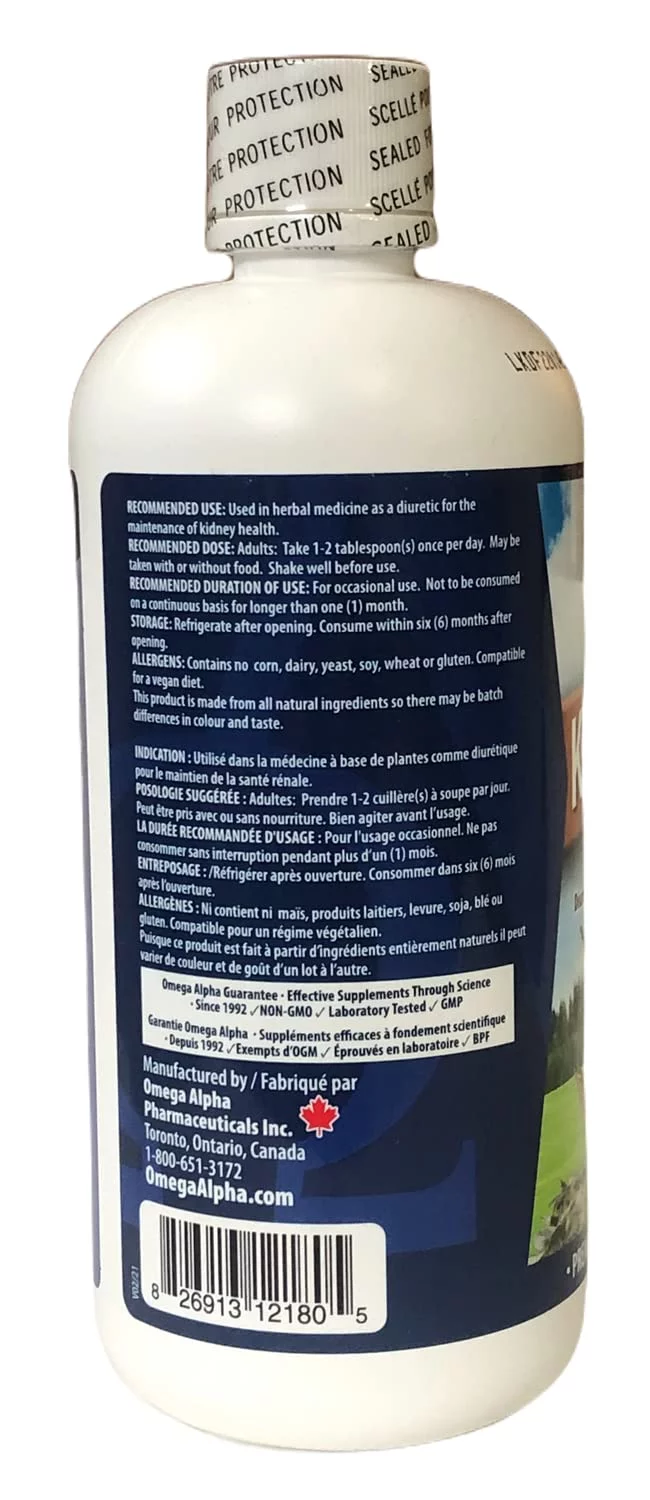 PROTECTION
SEALED
PROTECTION
SCELLÉ
PROTECTION
SEALED
PROTECTION
SCELLÉ
PROTECTION
SEALED
RECOMMENDED USE: Used in herbal medicine as a diuretic for the
maintenance of kidney health.
RECOMMENDED DOSE: Adults: Take 1-2 tablespoon(s) once per day. May be
taken with or without food. Shake well before use.
RECOMMENDED DURATION OF USE: For occasional use. Not to be consumed
on a continuous basis for longer than one (1) month.
STORAGE: Refrigerate after opening. Consume within six (6) months after
opening.
ALLERGENS: Contains no corn, dairy, yeast, soy, wheat or gluten. Compatible
for a vegan diet.
This product is made from all natural ingredients so there may be batch
differences in colour and taste.
INDICATION : Utilisé dans la médecine à base de plantes comme diurétique
pour le maintien de la santé rénale.
POSOLOGIE SUGGÉRÉE : Adultes: Prendre 1-2 cuillère(s) à soupe par jour.
Peut être pris avec ou sans nourriture. Bien agiter avant l'usage.
LA DURÉE RECOMMANDÉE D'USAGE : Pour l'usage occasionnel. Ne pas
consommer sans interruption pendant plus d'un (1) mois.
ENTREPOSAGE : /Réfrigérer après ouverture. Consommer dans six (6) mois
après l'ouverture.
ALLERGÈNES : Ni contient ni maïs, produits laitiers, levure, soja, blé ou
gluten. Compatible pour un régime végétalien.
Puisque ce produit est fait à partir d'ingrédients entièrement naturels il peut
varier de couleur et de goût d'un lot à l'autre.
Omega Alpha Guarantee · Effective Supplements Through Science
· Since 1992 ✓NON-GMO ✓ Laboratory Tested ✓ GMP
Garantie Omega Alpha · Suppléments efficaces à fondement scientifique
· Depuis 1992 ✓Exempts d'OGM ✓ Éprouvés en laboratoire ✓ BPF
Manufactured by / Fabriqué par
Omega Alpha
Pharmaceuticals Inc.
Toronto, Ontario, Canada
1-800-651-3172
OmegaAlpha.com
V02/21
8 26913 12180 5